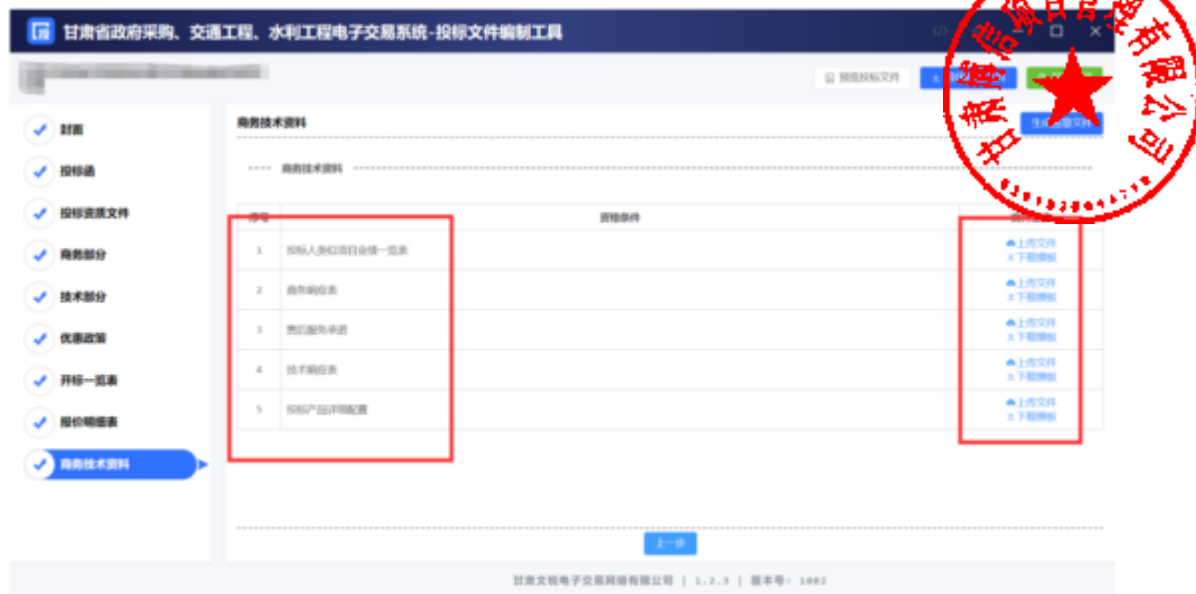 甘肃省政府采购、交通工程、水利工程电子交易系统-投标文件编制工具
预览投标文件
封面
投标函
投标资质文件
商务部分
技术部分
优惠政策
开标一览表
报价明细表
商务技术资料
商务技术资料
商务技术资料
序号 资格条件
1 投标人类似项目业绩一览表 上传文件
下载模板
2 商务响应表 上传文件
下载模板
3 售后服务承诺 上传文件
下载模板
4 技术响应表 上传文件
下载模板
5 投标产品详细配置 上传文件
下载模板
上一步
甘肃文锐电子交易网络有限公司 | 1.2.3 | 版本号: 1002